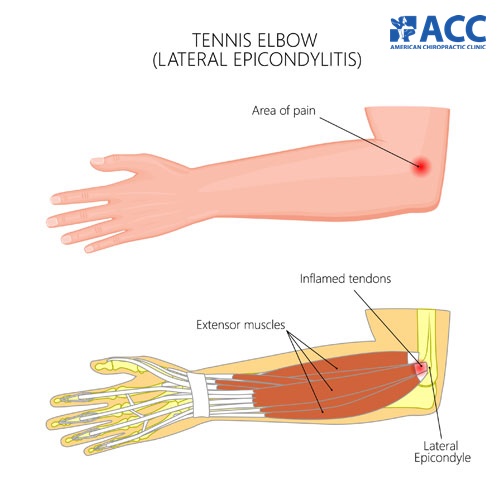 ACC
AMERICAN CHIROPRACTIC CLINIC
TENNIS ELBOW
(LATERAL EPICONDYLITIS)
Area of pain
Inflamed tendons
Extensor muscles
Lateral
Epicondyle